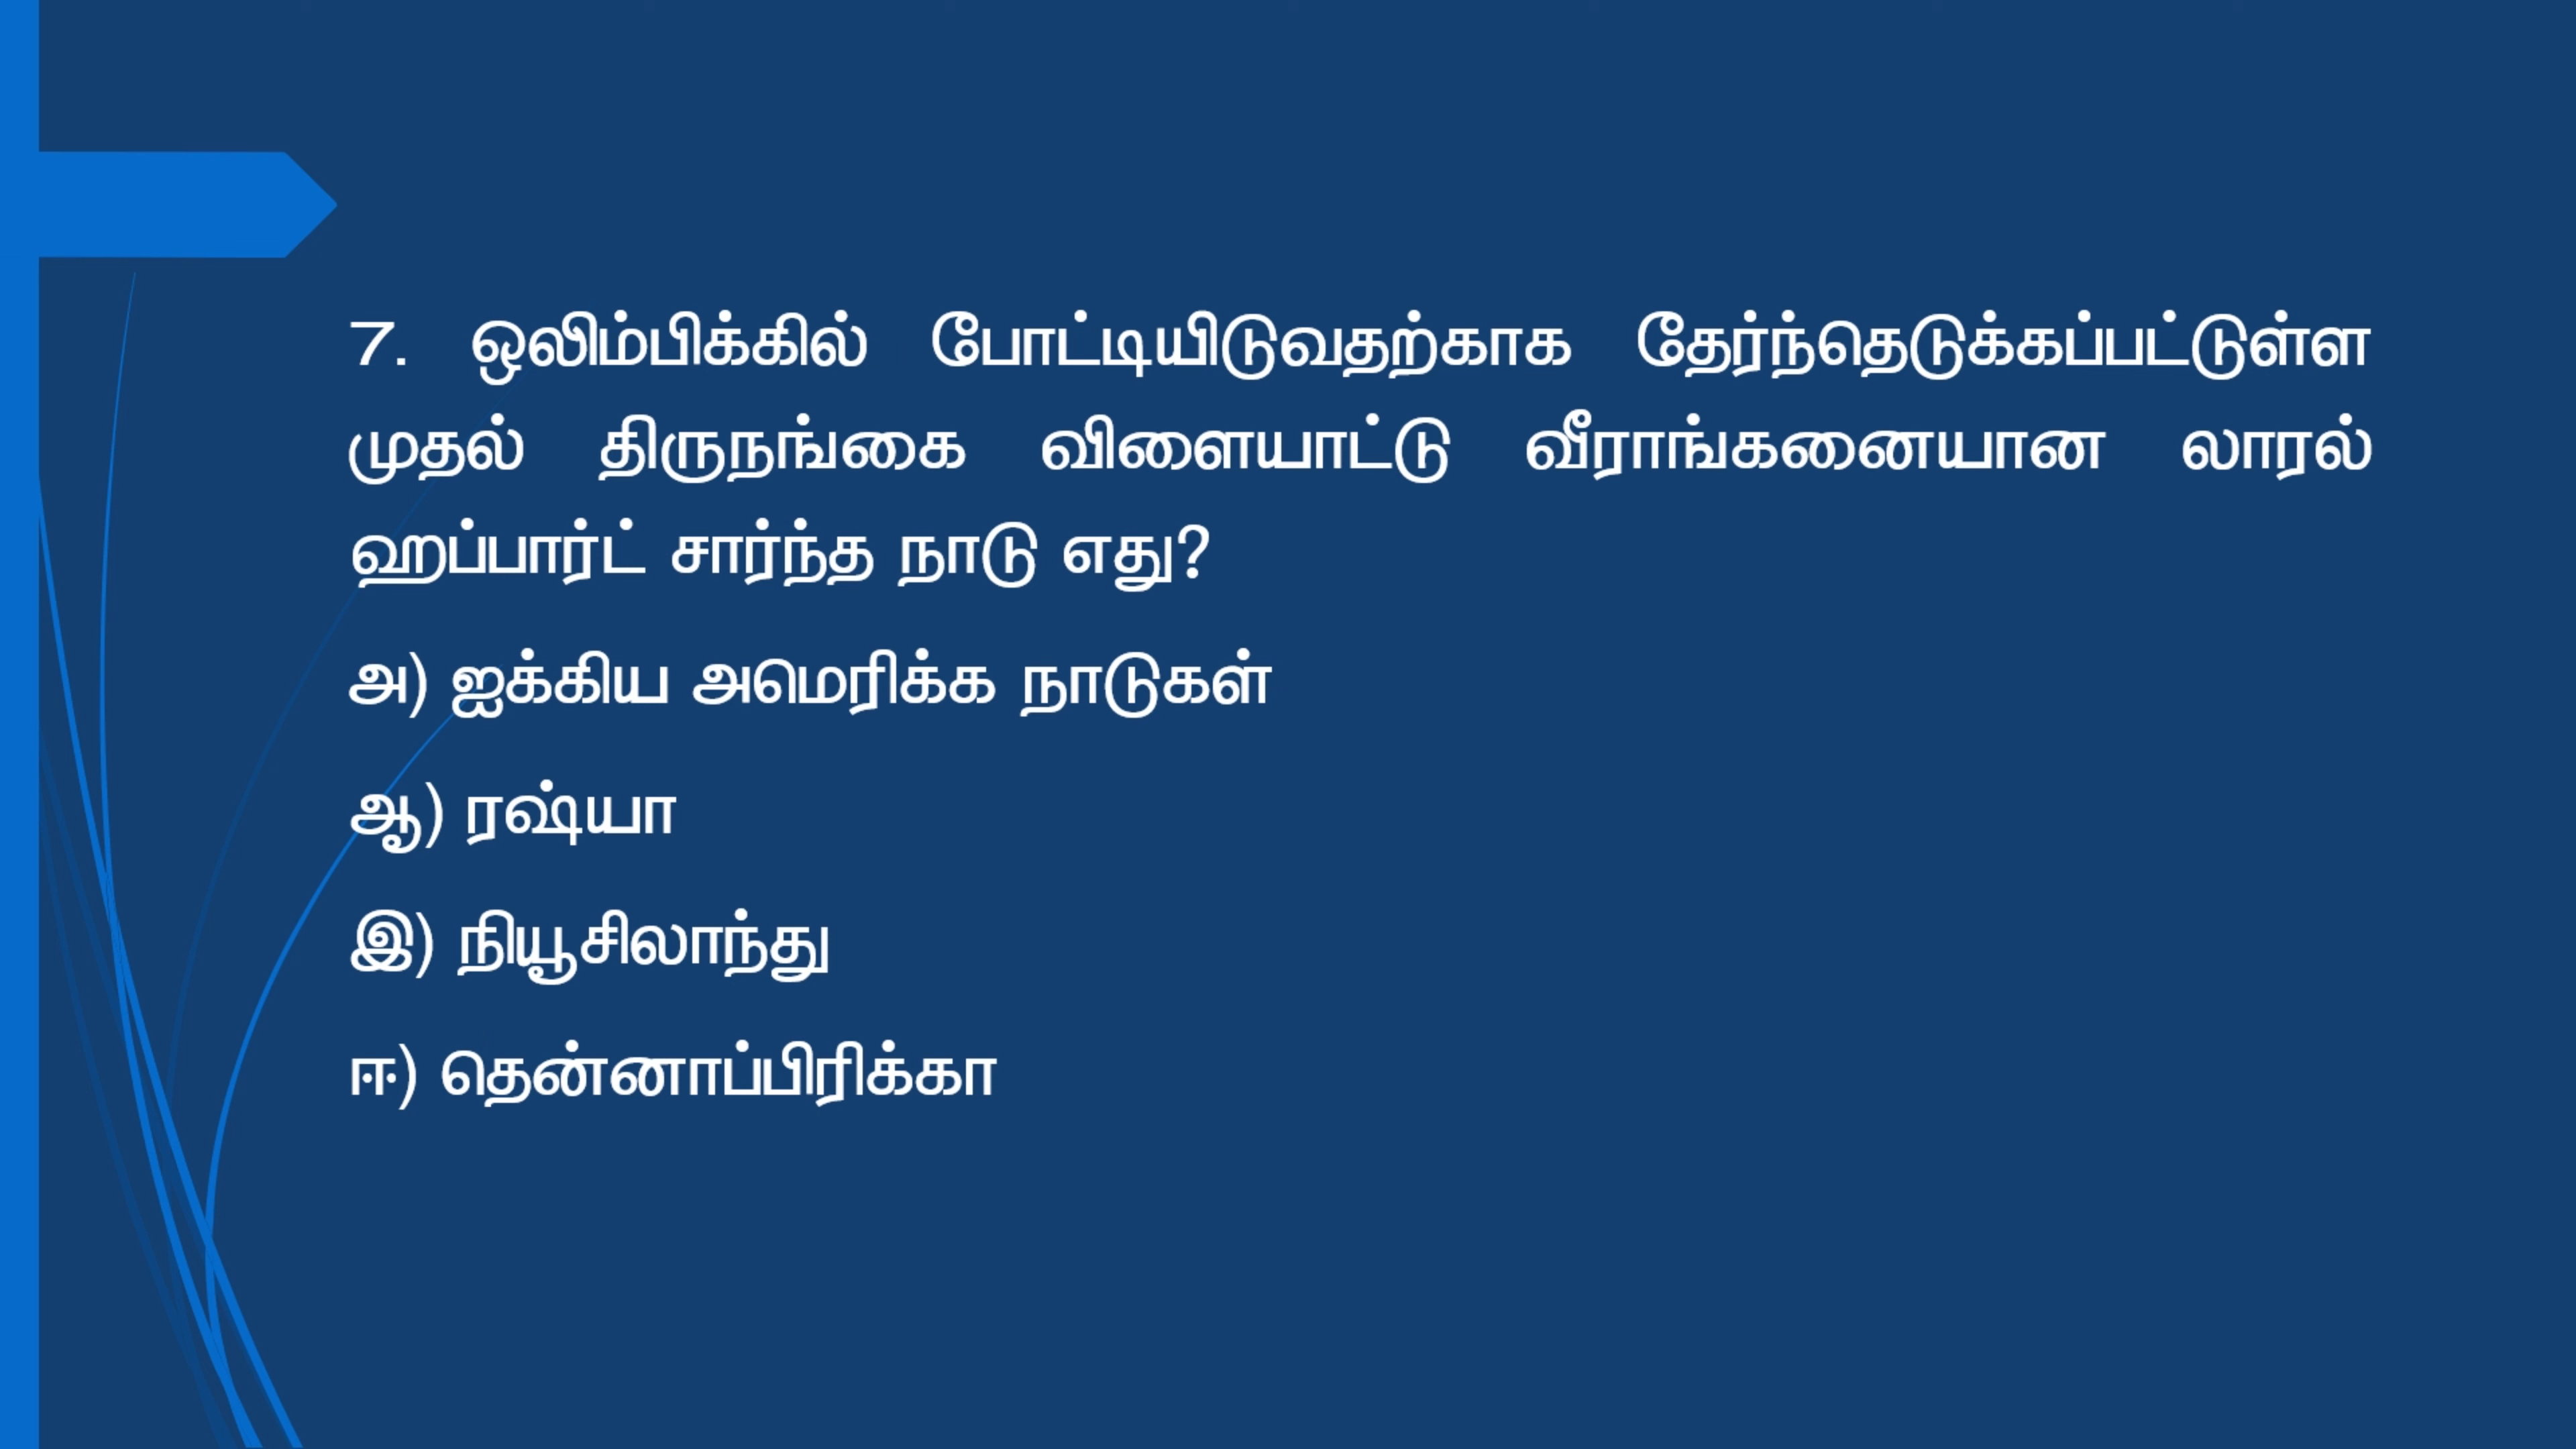 7. ஒலிம்பிக்கில் போட்டியிடுவதற்காக தேர்ந்தெடுக்கப்பட்டுள்ள
முதல் திருநங்கை விளையாட்டு வீராங்கனையான லாரல்
ஹப்பார்ட் சார்ந்த நாடு எது?
அ) ஐக்கிய அமெரிக்க நாடுகள்
ஆ) ரஷ்யா
இ) நியூசிலாந்து
ஈ) தென்னாப்பிரிக்கா